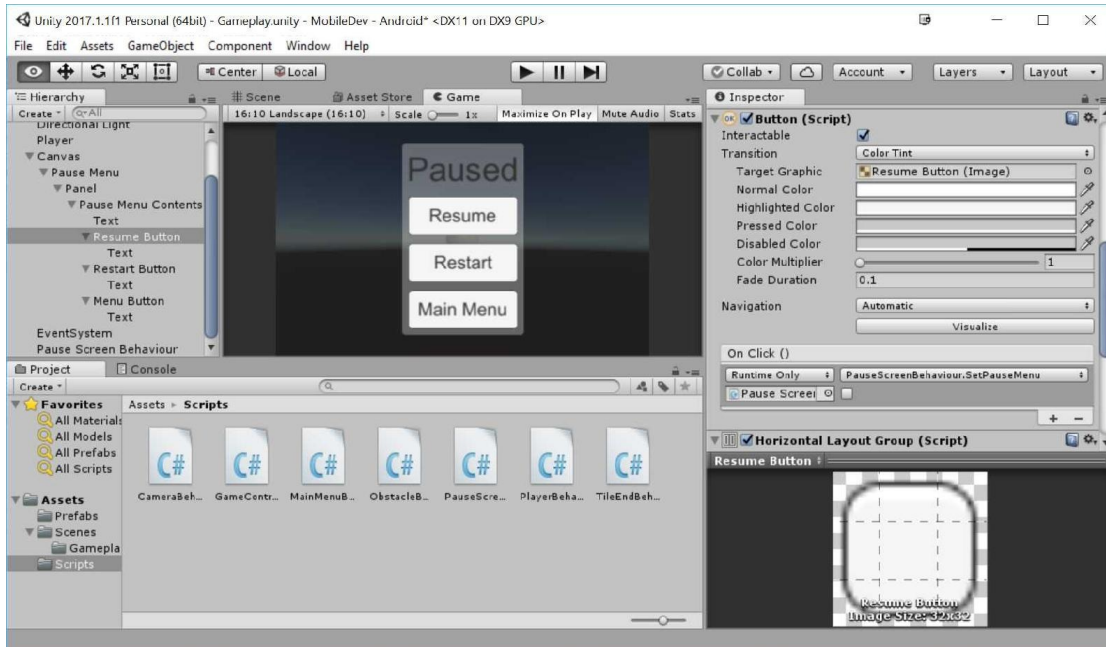 Unity 2017.1.1f1 Personal (64bit) - Gameplay.unity - MobileDev - Android* <DX11 on DX9 GPU>
File Edit Assets GameObject Component Window Help
Center Local
Collab Account Layers Layout
Hierarchy
Create All
Directional Light
Player
Canvas
Pause Menu
Panel
Pause Menu Contents
Text
Resume Button
Text
Restart Button
Text
Menu Button
Text
EventSystem
Pause Screen Behaviour
Scene Asset Store Game
16:10 Landscape (16:10) Scale 1x Maximize On Play Mute Audio Stats
Paused
Resume
Restart
Main Menu
Project Console
Create
Favorites
All Materials
All Models
All Prefabs
All Scripts
Assets
Prefabs
Scenes
Gamepla
Scripts
Assets Scripts
C# C# C# C# C# C# C#
CameraBeh... GameContr... MainMenuB... ObstacleB... PauseScre... PlayerBeha... TileEndBeh...
Inspector
OK Button (Script)
Interactable
Transition Color Tint
Target Graphic Resume Button (Image)
Normal Color
Highlighted Color
Pressed Color
Disabled Color
Color Multiplier 1
Fade Duration 0.1
Navigation Automatic
Visualize
On Click ()
Runtime Only PauseScreenBehaviour.SetPauseMenu
Pause Screen
Horizontal Layout Group (Script)
Resume Button
Resume Button
Image Size: 32x32